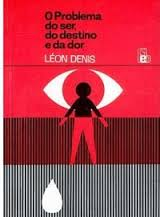 O Problema
do ser,
do destino
e da dor
LÉON DENIS